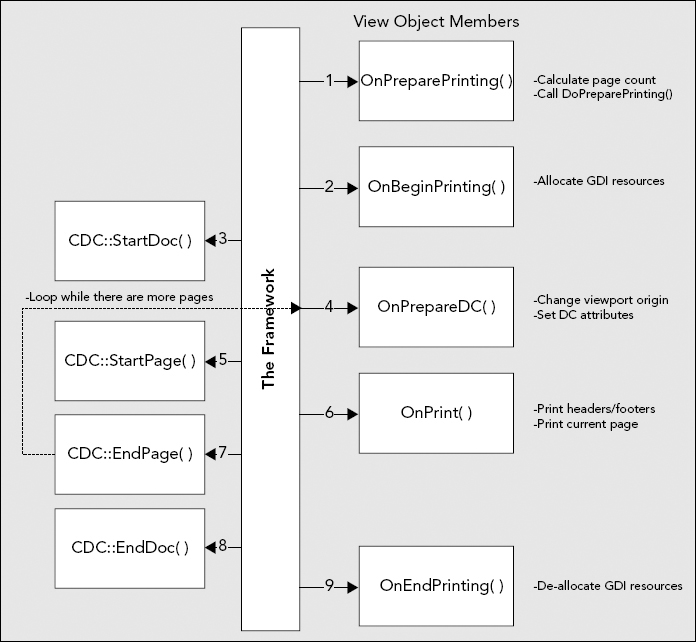 View Object Members
1
OnPreparePrinting( )
-Calculate page count
-Call DoPreparePrinting()
2
OnBeginPrinting( )
-Allocate GDI resources
CDC::StartDoc( )
3
-Loop while there are more pages
The Framework
4
OnPrepareDC( )
-Change viewport origin
-Set DC attributes
CDC::StartPage( )
5
6
OnPrint( )
-Print headers/footers
-Print current page
CDC::EndPage( )
7
CDC::EndDoc( )
8
9
OnEndPrinting( )
-De-allocate GDI resources